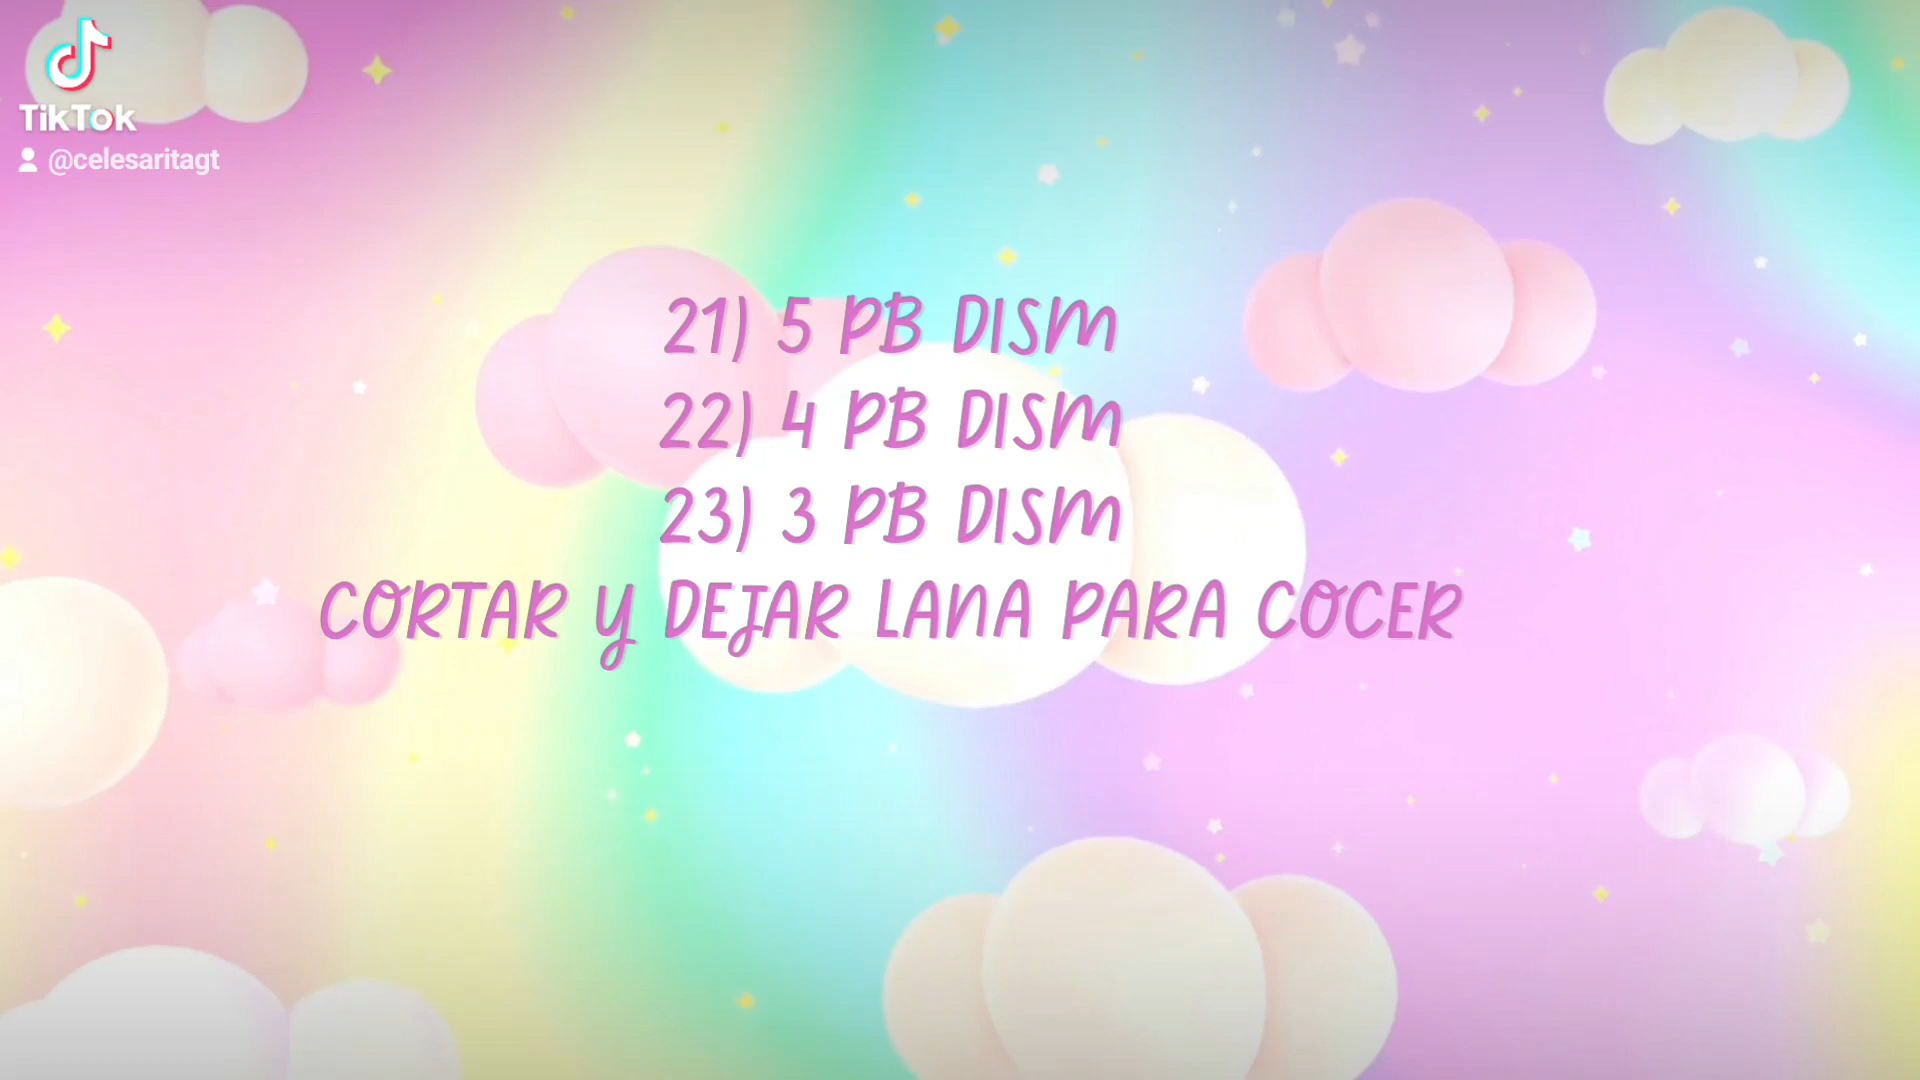 TikTok
@celesaritagt
21) 5 PB DISM
22) 4 PB DISM
23) 3 PB DISM
CORTAR Y DEJAR LANA PARA COCER